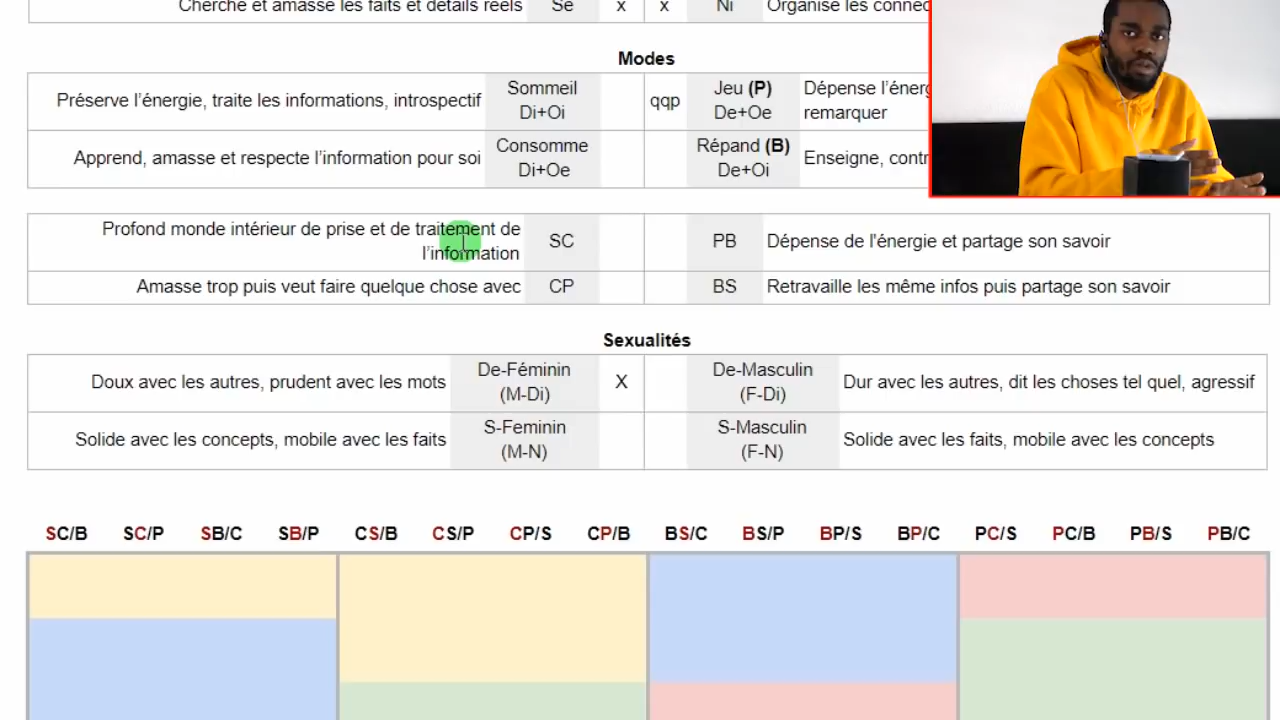 Cherche et amasse les faits et détails réels Se x x Ni Organise les
Modes
Préserve l'énergie, traite les informations, introspectif Sommeil Di+Oi qqp Jeu (P) De+Oe Dépense remarquer
Apprend, amasse et respecte l'information pour soi Consomme Di+Oe Répand (B) De+Oi Enseigne,
Profond monde intérieur de prise et de traitement de
l'information SC PB Dépense de l'énergie et partage son savoir
Amasse trop puis veut faire quelque chose avec CP BS Retravaille les même infos puis partage son savoir
Sexualités
Doux avec les autres, prudent avec les mots De-Féminin (M-Di) X De-Masculin (F-Di) Dur avec les autres, dit les choses tel quel, agressif
Solide avec les concepts, mobile avec les faits S-Feminin (M-N) S-Masculin (F-N) Solide avec les faits, mobile avec les concepts
SC/B SC/P SB/C SB/P CS/B CS/P CP/S CP/B BS/C BS/P BP/S BP/C PC/S PC/B PB/S PB/C